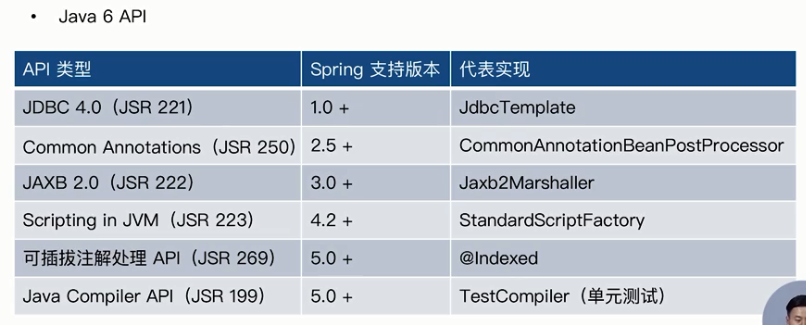 • Java 6 API
API 类型 Spring 支持版本 代表实现
JDBC 4.0（JSR 221） 1.0 + JdbcTemplate
Common Annotations（JSR 250） 2.5 + CommonAnnotationBeanPostProcessor
JAXB 2.0（JSR 222） 3.0 + Jaxb2Marshaller
Scripting in JVM（JSR 223） 4.2 + StandardScriptFactory
可插拔注解处理 API（JSR 269） 5.0 + @Indexed
Java Compiler API（JSR 199） 5.0 + TestCompiler（单元测试）